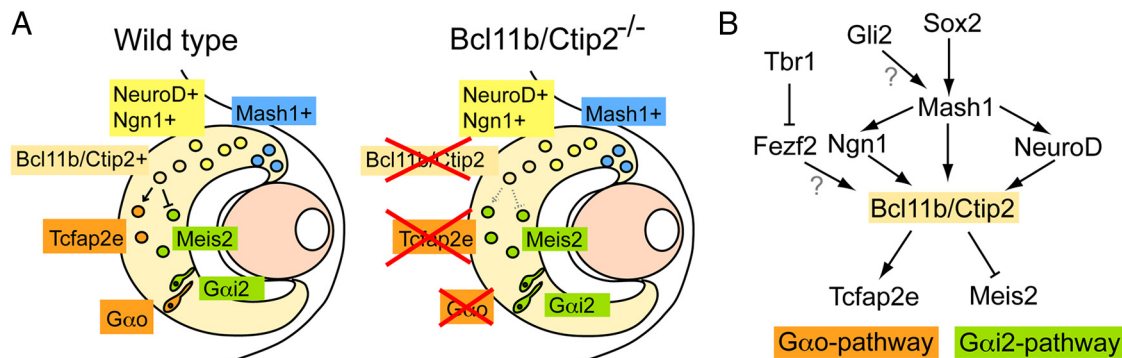 A
Wild type
NeuroD+
Ngn1+
Mash1+
Bcl11b/Ctip2+
Tcfap2e
Meis2
Gαi2
Gαo
Bcl11b/Ctip2-/-
NeuroD+
Ngn1+
Mash1+
Bcl11b/Ctip2
Tcfap2e
Meis2
Gαi2
Gαo
B
Sox2
Gli2
Tbr1
?
Mash1
Fezf2
Ngn1
NeuroD
?
Bcl11b/Ctip2
Tcfap2e
Meis2
Gαo-pathway
Gαi2-pathway